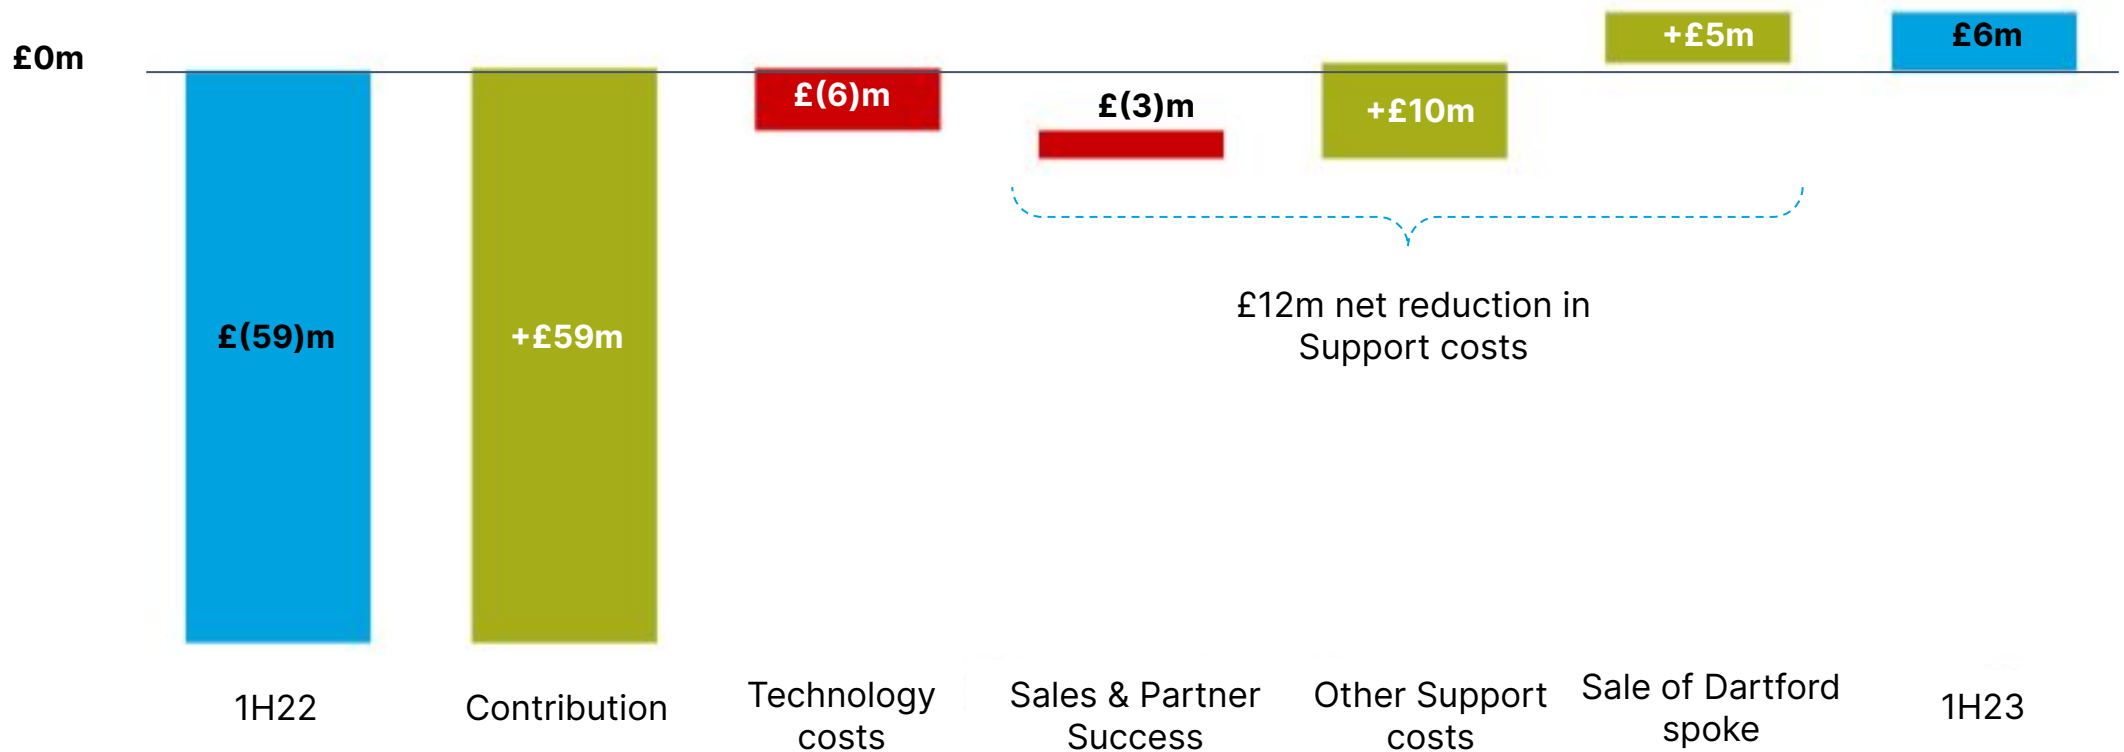 £0m
£(59)m
+£59m
£(6)m
£(3)m
+£10m
+£5m
£6m
£12m net reduction in
Support costs
1H22
Contribution
Technology
costs
Sales & Partner
Success
Other Support
costs
Sale of Dartford
spoke
1H23